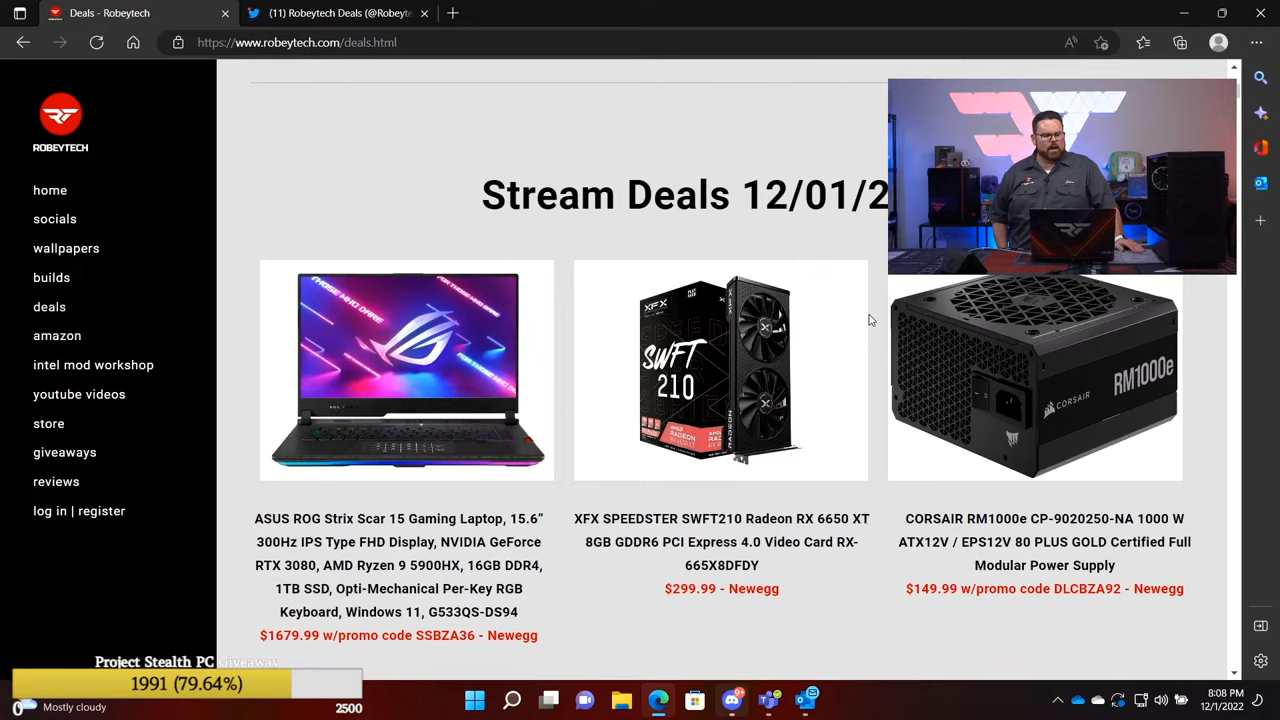 Deals - Robeytech
(11) Robeytech Deals (@Robeyte
https://www.robeytech.com/deals.html
ROBEYTECH
home
socials
wallpapers
builds
deals
amazon
intel mod workshop
youtube videos
store
giveaways
reviews
log in | register
Stream Deals 12/01/2
XFX
SPEEDSTER
SWFT
210
AMD
RADEON
RADEON
CORSAIR
RM1000e
ASUS ROG Strix Scar 15 Gaming Laptop, 15.6”
300Hz IPS Type FHD Display, NVIDIA GeForce
RTX 3080, AMD Ryzen 9 5900HX, 16GB DDR4,
1TB SSD, Opti-Mechanical Per-Key RGB
Keyboard, Windows 11, G533QS-DS94
$1679.99 w/promo code SSBZA36 - Newegg
XFX SPEEDSTER SWFT210 Radeon RX 6650 XT
8GB GDDR6 PCI Express 4.0 Video Card RX-
665X8DFDY
$299.99 - Newegg
CORSAIR RM1000e CP-9020250-NA 1000 W
ATX12V / EPS12V 80 PLUS GOLD Certified Full
Modular Power Supply
$149.99 w/promo code DLCBZA92 - Newegg
Project Stealth PC Giveaway
1991 (79.64%)
0
2500
Mostly cloudy
8:08 PM
12/1/2022